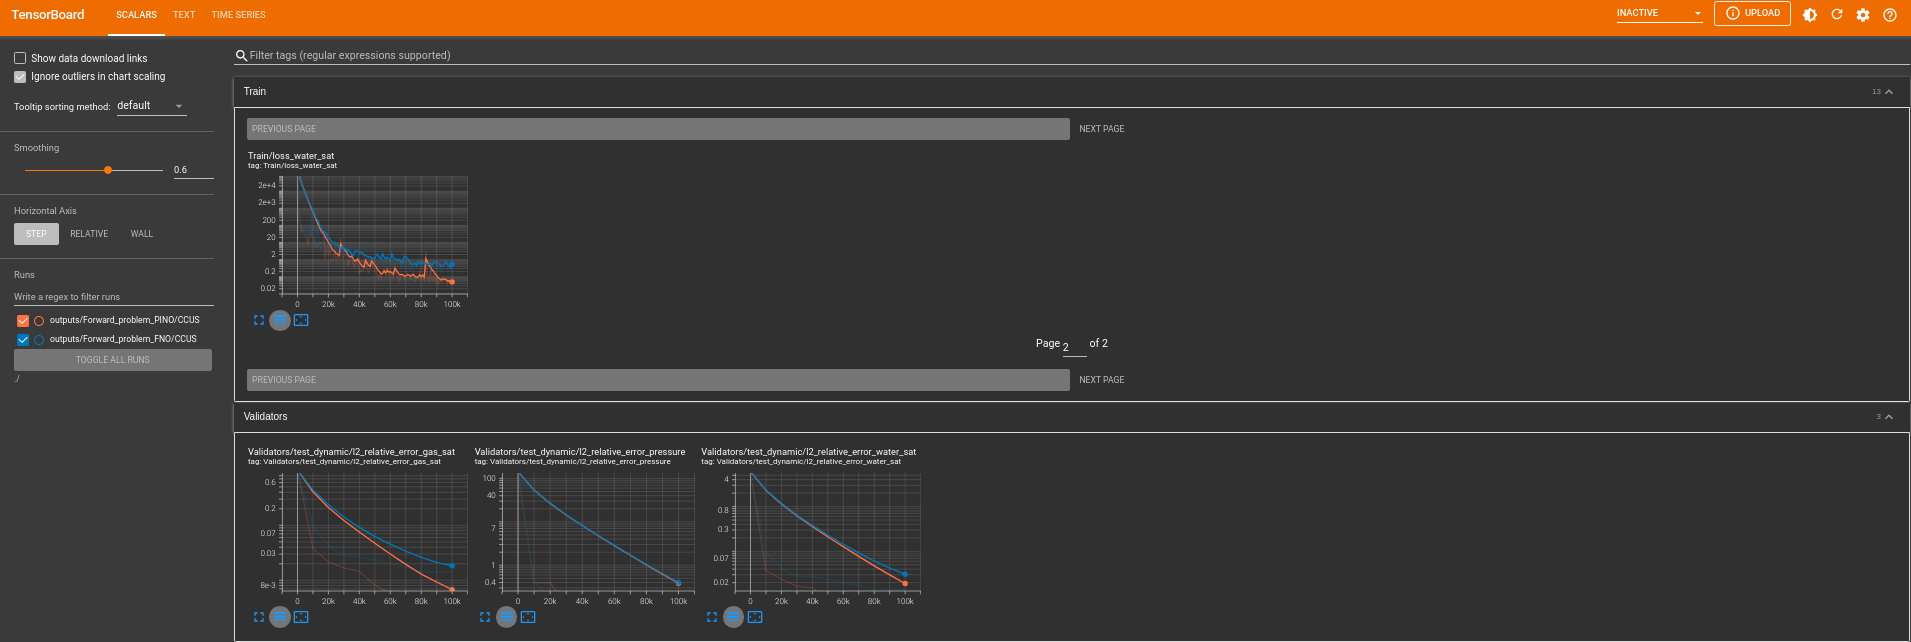 TensorBoard SCALARS TEXT TIME SERIES INACTIVE UPLOAD
Show data download links
Ignore outliers in chart scaling
Tooltip sorting method: default
Smoothing
0.6
Horizontal Axis
STEP RELATIVE WALL
Runs
Write a regex to filter runs
outputs/Forward_problem_PINO/CCUS
outputs/Forward_problem_FNO/CCUS
TOGGLE ALL RUNS
./
Filter tags (regular expressions supported)
Train 13
PREVIOUS PAGE NEXT PAGE
Train/loss_water_sat
tag: Train/loss_water_sat
2e+4
2e+3
200
20
2
0.2
0.02
0 20k 40k 60k 80k 100k
Page 2 of 2
PREVIOUS PAGE NEXT PAGE
Validators 3
Validators/test_dynamic/l2_relative_error_gas_sat
tag: Validators/test_dynamic/l2_relative_error_gas_sat
0.6
0.2
0.07
0.03
8e-3
0 20k 40k 60k 80k 100k
Validators/test_dynamic/l2_relative_error_pressure
tag: Validators/test_dynamic/l2_relative_error_pressure
100
40
7
1
0.4
0 20k 40k 60k 80k 100k
Validators/test_dynamic/l2_relative_error_water_sat
tag: Validators/test_dynamic/l2_relative_error_water_sat
4
0.8
0.3
0.07
0.02
0 20k 40k 60k 80k 100k